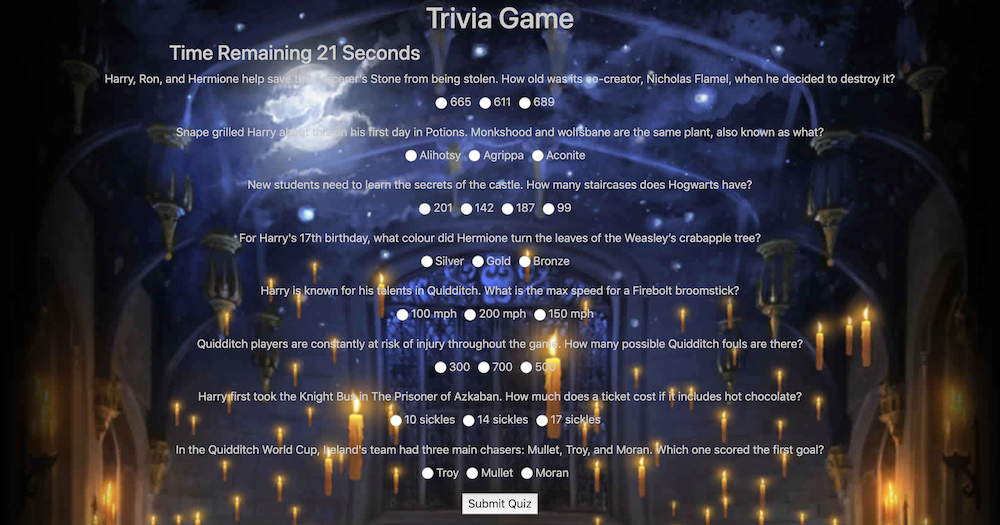 Trivia Game
Time Remaining 21 Seconds
Harry, Ron, and Hermione help save the Sorcerer's Stone from being stolen. How old was its co-creator, Nicholas Flamel, when he decided to destroy it?
665 611 689
Snape grilled Harry about this on his first day in Potions. Monkshood and wolfsbane are the same plant, also known as what?
Alihotsy Agrippa Aconite
New students need to learn the secrets of the castle. How many staircases does Hogwarts have?
201 142 187 99
For Harry's 17th birthday, what colour did Hermione turn the leaves of the Weasley's crabapple tree?
Silver Gold Bronze
Harry is known for his talents in Quidditch. What is the max speed for a Firebolt broomstick?
100 mph 200 mph 150 mph
Quidditch players are constantly at risk of injury throughout the game. How many possible Quidditch fouls are there?
300 700 500
Harry first took the Knight Bus in The Prisoner of Azkaban. How much does a ticket cost if it includes hot chocolate?
10 sickles 14 sickles 17 sickles
In the Quidditch World Cup, Ireland's team had three main chasers: Mullet, Troy, and Moran. Which one scored the first goal?
Troy Mullet Moran
Submit Quiz